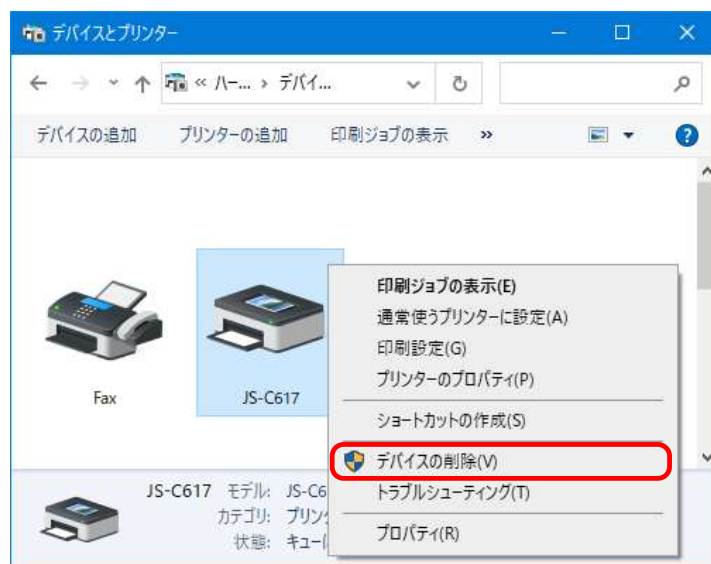 デバイスとプリンター
« ハー... › デバイ...
デバイスの追加 プリンターの追加 印刷ジョブの表示 »
Fax
JS-C617
印刷ジョブの表示(E)
通常使うプリンターに設定(A)
印刷設定(G)
プリンターのプロパティ(P)
ショートカットの作成(S)
デバイスの削除(V)
トラブルシューティング(T)
プロパティ(R)
JS-C617 モデル: JS-C6
カテゴリ: プリン
状態: キュー